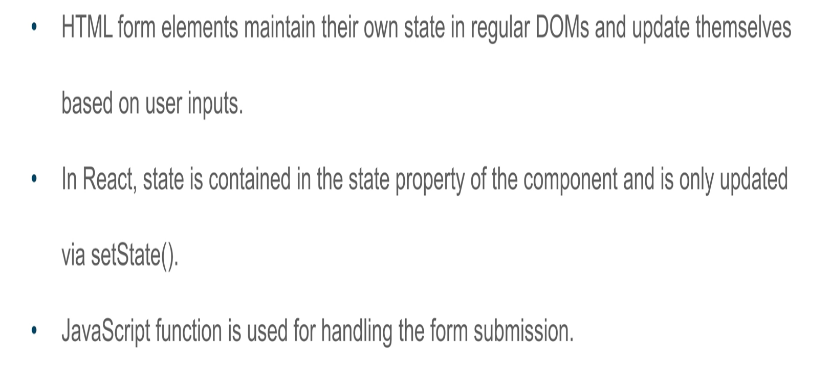 • HTML form elements maintain their own state in regular DOMs and update themselves
based on user inputs.
• In React, state is contained in the state property of the component and is only updated
via setState().
• JavaScript function is used for handling the form submission.